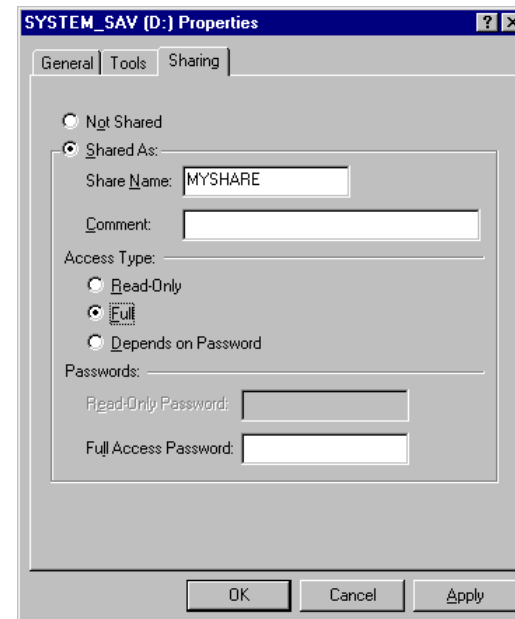 SYSTEM_SAV (D:) Properties
General Tools Sharing
Not Shared
Shared As:
Share Name: MYSHARE
Comment:
Access Type:
Read-Only
Full
Depends on Password
Passwords:
Read-Only Password:
Full Access Password:
OK Cancel Apply